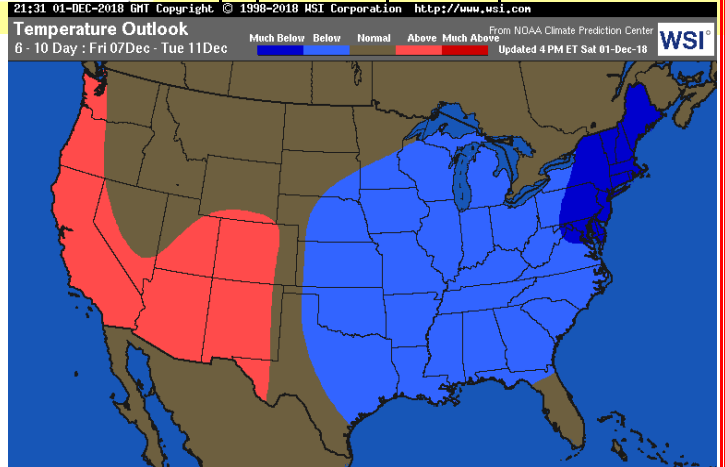 21:31 01-DEC-2018 GMT Copyright © 1998-2018 WSI Corporation http://www.wsi.com
Temperature Outlook
6 - 10 Day : Fri 07Dec - Tue 11Dec
Much Below Below Normal Above Much Above
From NOAA Climate Prediction Center
Updated 4 PM ET Sat 01-Dec-18
WSI